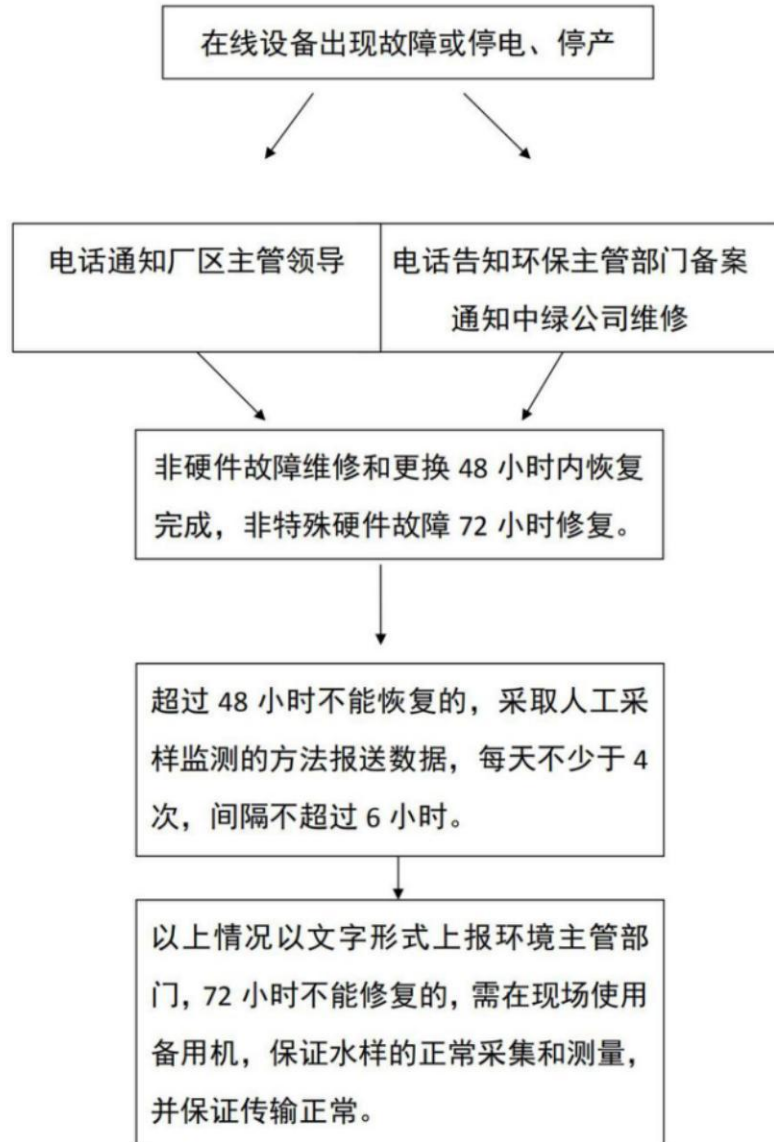 在线设备出现故障或停电、停产
电话通知厂区主管领导
电话告知环保主管部门备案
通知中绿公司维修
非硬件故障维修和更换 48 小时内恢复
完成，非特殊硬件故障 72 小时修复。
超过 48 小时不能恢复的，采取人工采
样监测的方法报送数据，每天不少于 4
次，间隔不超过 6 小时。
以上情况以文字形式上报环境主管部
门，72 小时不能修复的，需在现场使用
备用机，保证水样的正常采集和测量，
并保证传输正常。